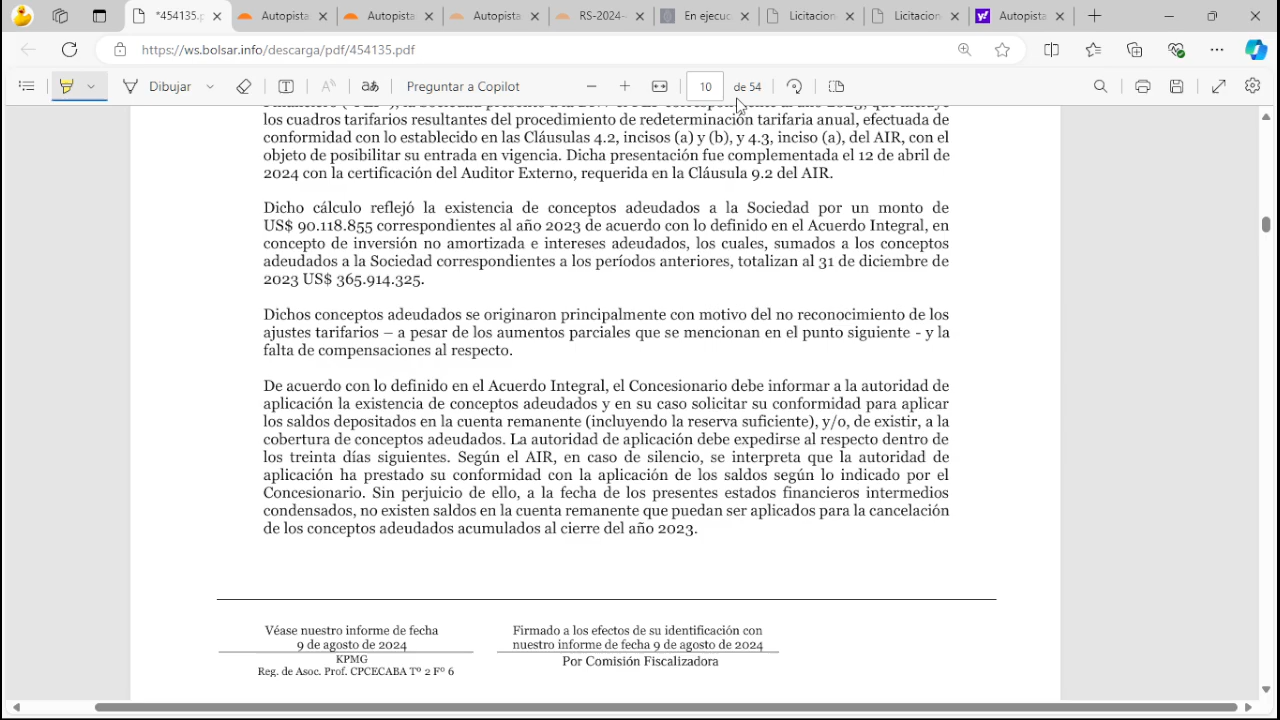 *454135.p
Autopista
Autopista
Autopista
RS-2024-
En ejecuc
Licitacion
Licitacion
Autopista
https://ws.bolsar.info/descarga/pdf/454135.pdf
Dibujar
Preguntar a Copilot
10 de 54
los cuadros tarifarios resultantes del procedimiento de redeterminación tarifaria anual, efectuada de
conformidad con lo establecido en las Cláusulas 4.2, incisos (a) y (b), y 4.3, inciso (a), del AIR, con el
objeto de posibilitar su entrada en vigencia. Dicha presentación fue complementada el 12 de abril de
2024 con la certificación del Auditor Externo, requerida en la Cláusula 9.2 del AIR.
Dicho cálculo reflejó la existencia de conceptos adeudados a la Sociedad por un monto de
US$ 90.118.855 correspondientes al año 2023 de acuerdo con lo definido en el Acuerdo Integral, en
concepto de inversión no amortizada e intereses adeudados, los cuales, sumados a los conceptos
adeudados a la Sociedad correspondientes a los períodos anteriores, totalizan al 31 de diciembre de
2023 US$ 365.914.325.
Dichos conceptos adeudados se originaron principalmente con motivo del no reconocimiento de los
ajustes tarifarios – a pesar de los aumentos parciales que se mencionan en el punto siguiente - y la
falta de compensaciones al respecto.
De acuerdo con lo definido en el Acuerdo Integral, el Concesionario debe informar a la autoridad de
aplicación la existencia de conceptos adeudados y en su caso solicitar su conformidad para aplicar
los saldos depositados en la cuenta remanente (incluyendo la reserva suficiente), y/o, de existir, a la
cobertura de conceptos adeudados. La autoridad de aplicación debe expedirse al respecto dentro de
los treinta días siguientes. Según el AIR, en caso de silencio, se interpreta que la autoridad de
aplicación ha prestado su conformidad con la aplicación de los saldos según lo indicado por el
Concesionario. Sin perjuicio de ello, a la fecha de los presentes estados financieros intermedios
condensados, no existen saldos en la cuenta remanente que puedan ser aplicados para la cancelación
de los conceptos adeudados acumulados al cierre del año 2023.
Véase nuestro informe de fecha
9 de agosto de 2024
KPMG
Reg. de Asoc. Prof. CPCECABA Tº 2 Fº 6
Firmado a los efectos de su identificación con
nuestro informe de fecha 9 de agosto de 2024
Por Comisión Fiscalizadora